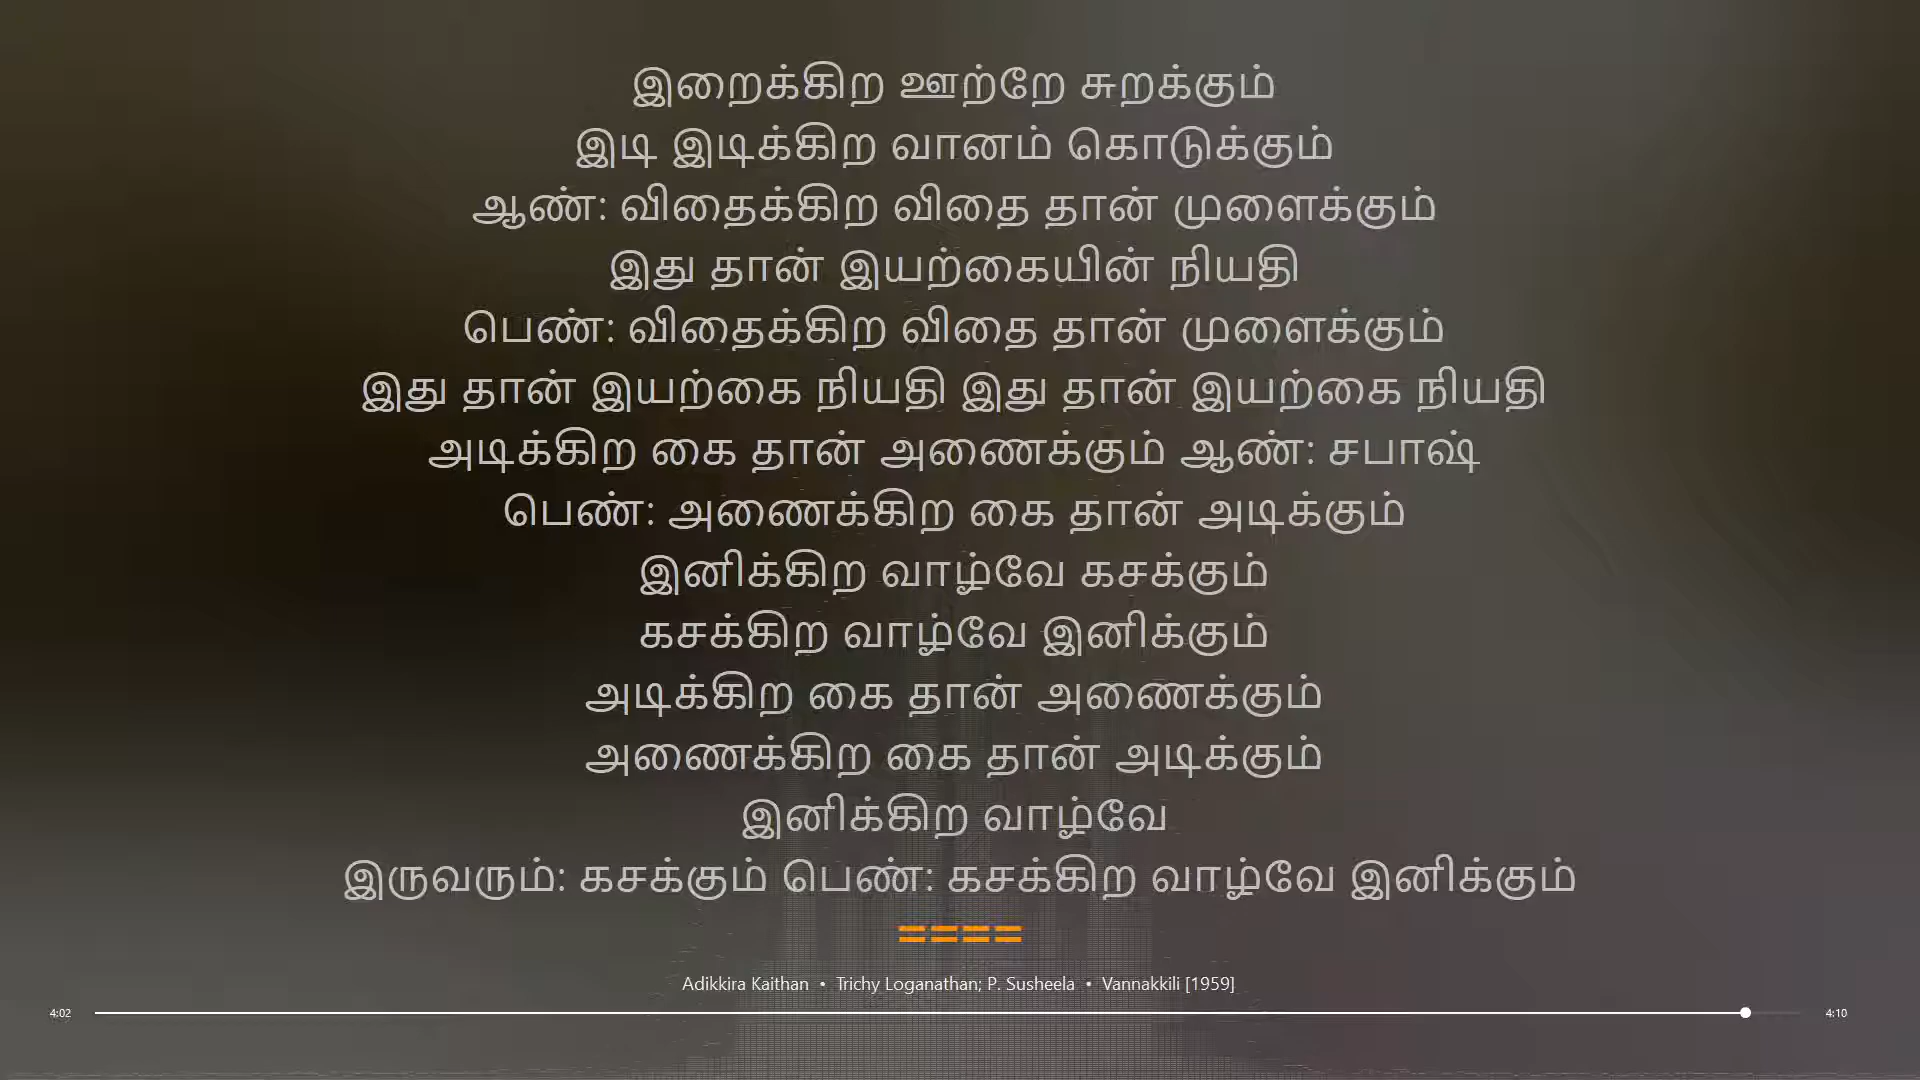 இறைக்கிற ஊற்றே சுறக்கும்
இடி இடிக்கிற வானம் கொடுக்கும்
ஆண்: விதைக்கிற விதை தான் முளைக்கும்
இது தான் இயற்கையின் நியதி
பெண்: விதைக்கிற விதை தான் முளைக்கும்
இது தான் இயற்கை நியதி இது தான் இயற்கை நியதி
அடிக்கிற கை தான் அணைக்கும் ஆண்: சபாஷ்
பெண்: அணைக்கிற கை தான் அடிக்கும்
இனிக்கிற வாழ்வே கசக்கும்
கசக்கிற வாழ்வே இனிக்கும்
அடிக்கிற கை தான் அணைக்கும்
அணைக்கிற கை தான் அடிக்கும்
இனிக்கிற வாழ்வே
இருவரும்: கசக்கும் பெண்: கசக்கிற வாழ்வே இனிக்கும்
====
Adikkira Kaithan • Trichy Loganathan; P. Susheela • Vannakkili [1959]
4:02 4:10